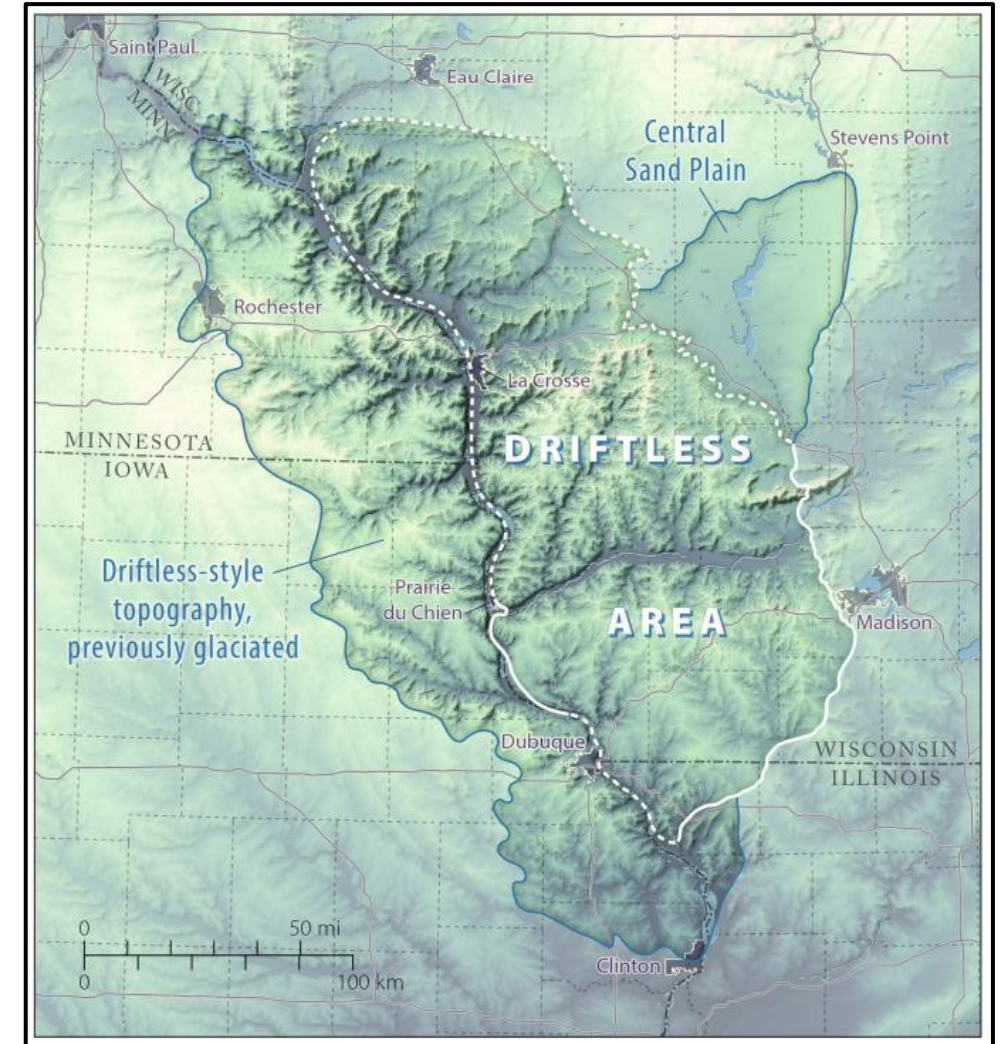 Saint Paul
WISC
MINN
Eau Claire
Central
Sand Plain
Stevens Point
Rochester
La Crosse
MINNESOTA
IOWA
DRIFTLESS
Driftless-style
topography,
previously glaciated
Prairie
du Chien
AREA
Madison
Dubuque
WISCONSIN
ILLINOIS
0 50 mi
0 100 km
Clinton